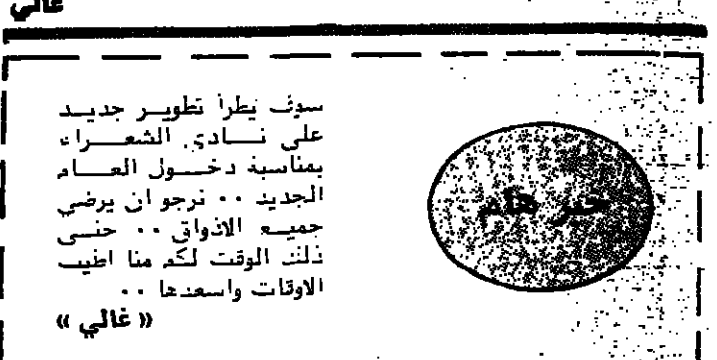 غالي
خبر هام
سوف يطرأ تطوير جديد
على نادي الشعراء
بمناسبة دخول العام
الجديد .. نرجو ان يرضي
جميع الاذواق .. حتى
ذلك الوقت لكم منا اطيب
الاوقات واسعدها ..
« غالي »